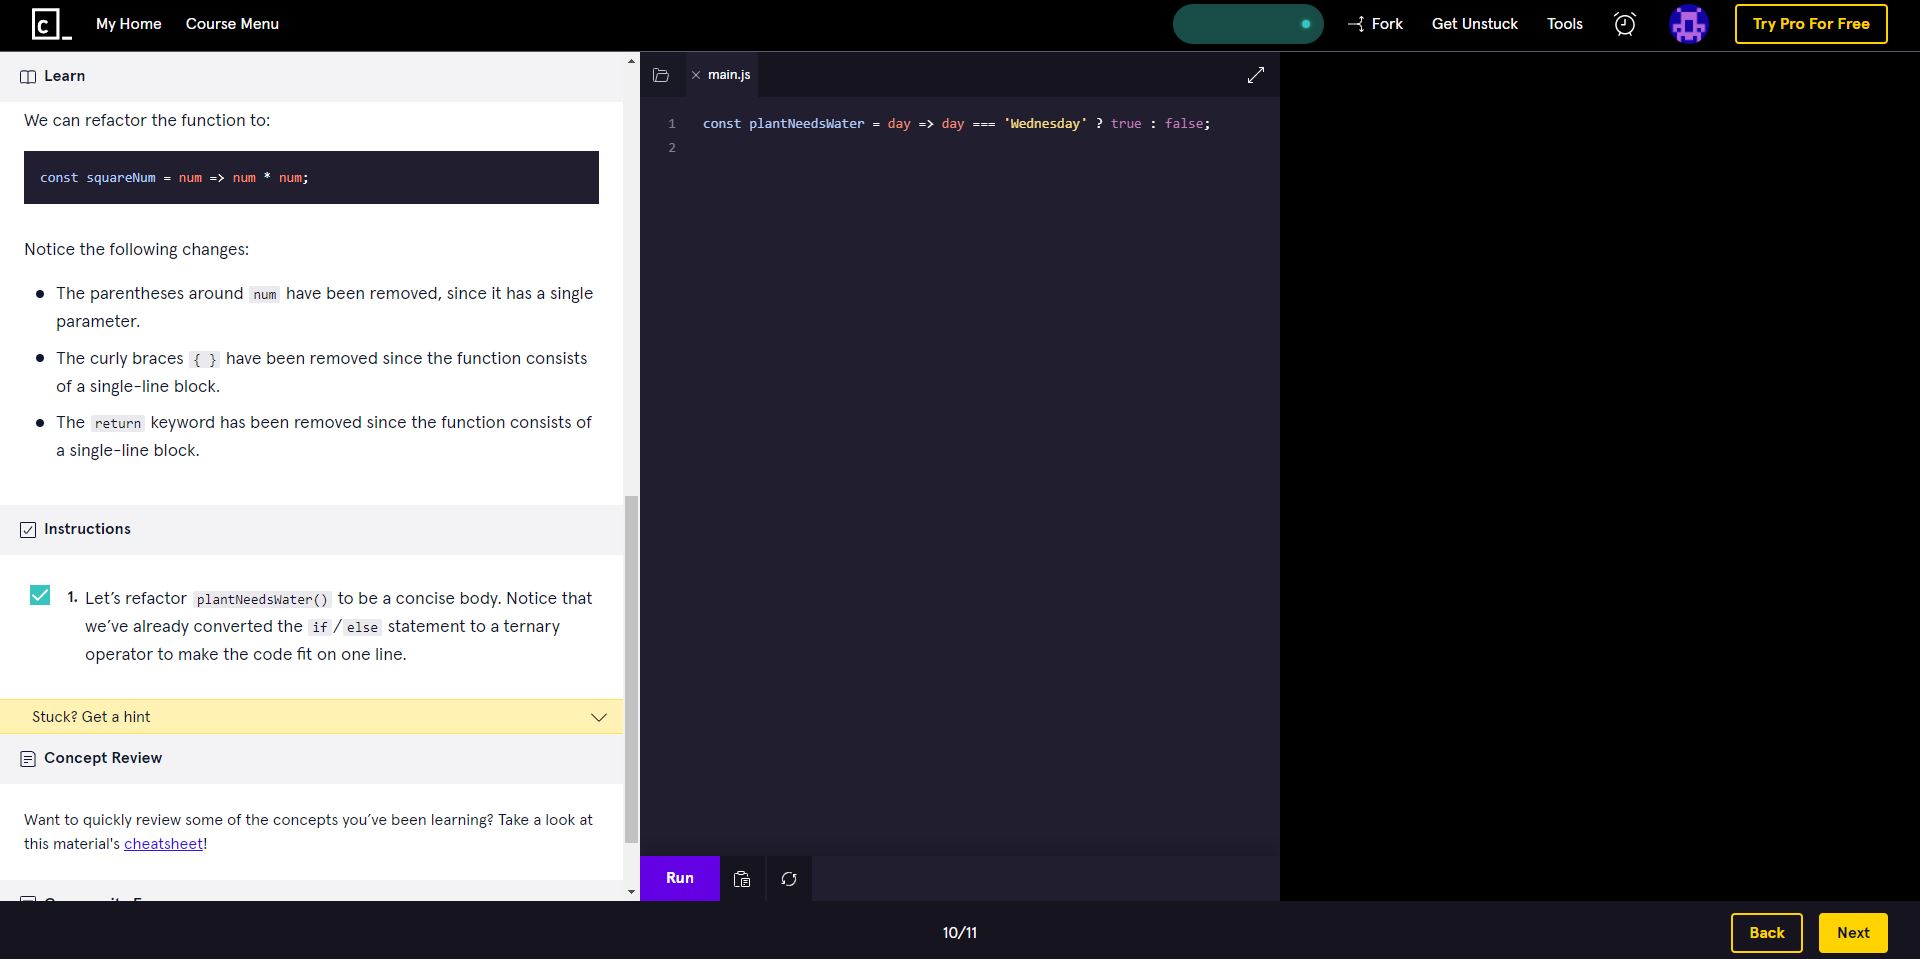 c_ My Home Course Menu Fork Get Unstuck Tools Try Pro For Free
Learn
We can refactor the function to:
const squareNum = num => num * num;
Notice the following changes:
The parentheses around num have been removed, since it has a single
parameter.
The curly braces { } have been removed since the function consists
of a single-line block.
The return keyword has been removed since the function consists of
a single-line block.
Instructions
1. Let's refactor plantNeedsWater() to be a concise body. Notice that
we've already converted the if / else statement to a ternary
operator to make the code fit on one line.
Stuck? Get a hint
Concept Review
Want to quickly review some of the concepts you've been learning? Take a look at
this material's cheatsheet!
main.js
1 const plantNeedsWater = day => day === 'Wednesday' ? true : false;
2
Run
10/11
Back Next